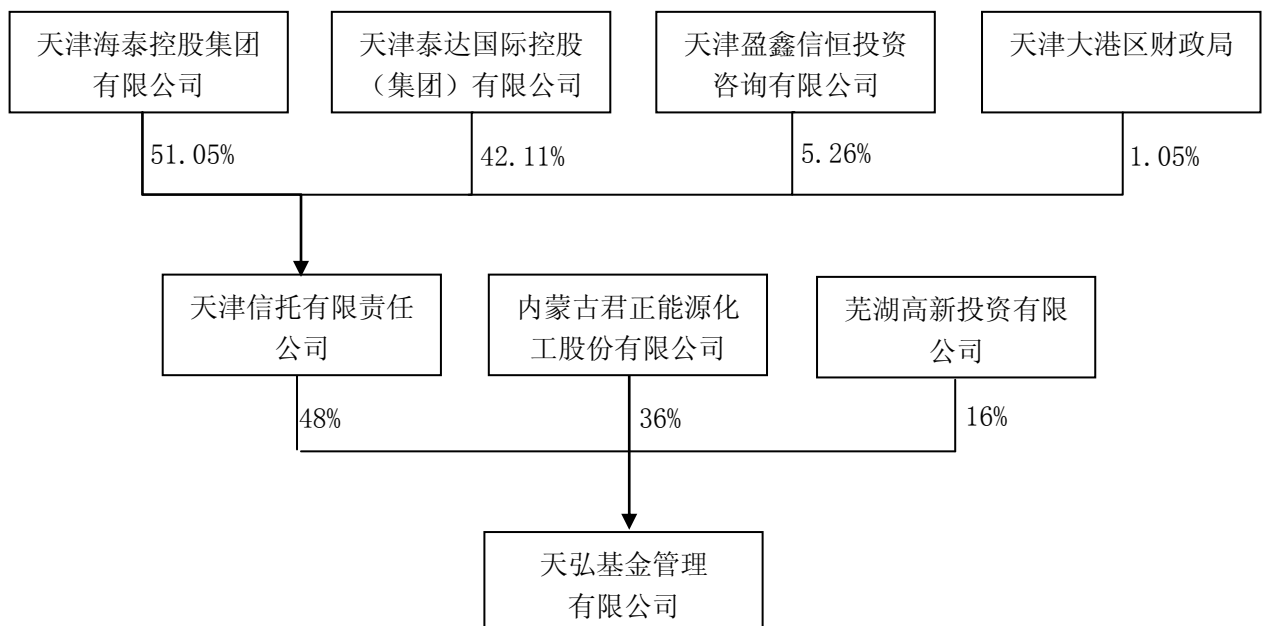 天津海泰控股集团
有限公司
天津泰达国际控股
（集团）有限公司
天津盈鑫信恒投资
咨询有限公司
天津大港区财政局
51.05%
42.11%
5.26%
1.05%
天津信托有限责任
公司
内蒙古君正能源化
工股份有限公司
芜湖高新投资有限
公司
48%
36%
16%
天弘基金管理
有限公司